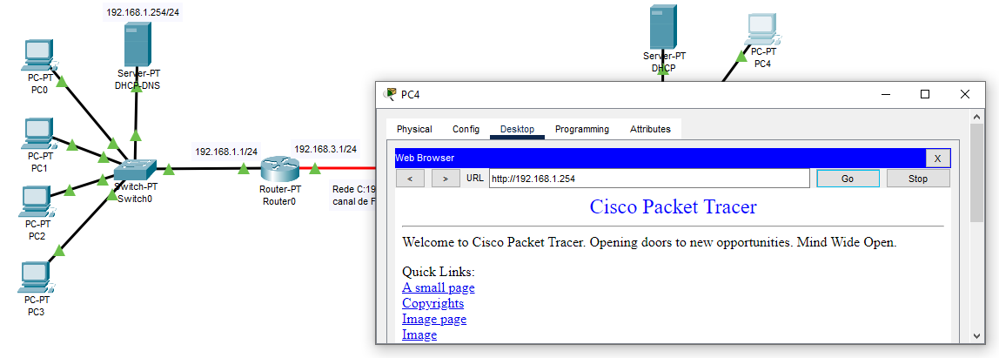 192.168.1.254/24
Server-PT
DHCP-DNS
PC-PT
PC0
PC-PT
PC1
PC-PT
PC2
PC-PT
PC3
Switch-PT
Switch0
192.168.1.1/24
192.168.3.1/24
Router-PT
Router0
Rede C:19
canal de F
Server-PT
DHCP
PC-PT
PC4
PC4
Physical Config Desktop Programming Attributes
Web Browser X
< > URL http://192.168.1.254 Go Stop
Cisco Packet Tracer
Welcome to Cisco Packet Tracer. Opening doors to new opportunities. Mind Wide Open.
Quick Links:
A small page
Copyrights
Image page
Image